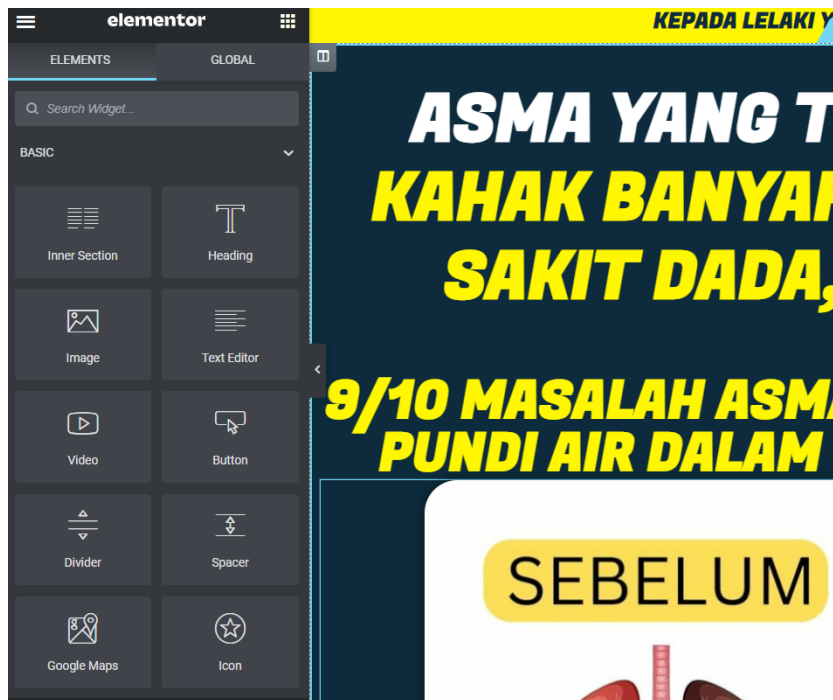 elementor
ELEMENTS
GLOBAL
Search Widget...
BASIC
Inner Section
Heading
Image
Text Editor
Video
Button
Divider
Spacer
Google Maps
Icon
KEPADA LELAKI
ASMA YANG
KAHAK
SAKIT DADA,
9/10 MASALAH ASMA
PUNDI AIR DALAM
SEBELUM